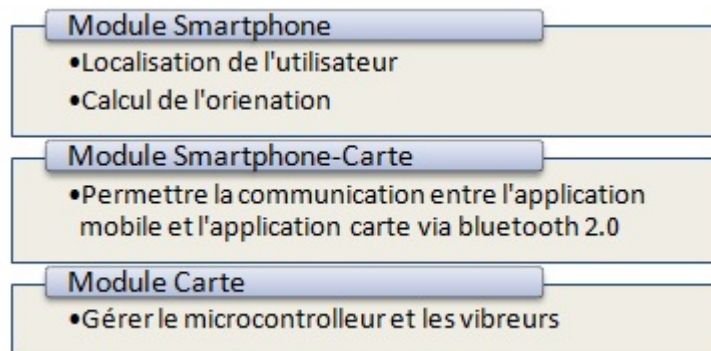 Module Smartphone
•Localisation de l'utilisateur
•Calcul de l'orienation
Module Smartphone-Carte
•Permettre la communication entre l'application
mobile et l'application carte via bluetooth 2.0
Module Carte
•Gérer le microcontrolleur et les vibreurs